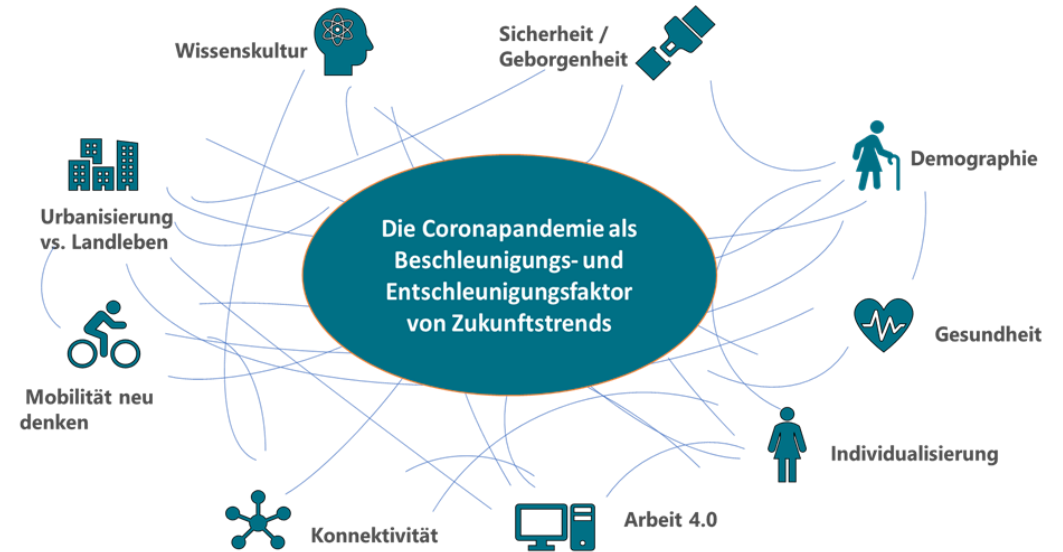 Wissenskultur
Sicherheit /
Geborgenheit
Demographie
Urbanisierung
vs. Landleben
Die Coronapandemie als
Beschleunigungs- und
Entschleunigungsfaktor
von Zukunftstrends
Gesundheit
Mobilität neu
denken
Individualisierung
Konnektivität
Arbeit 4.0